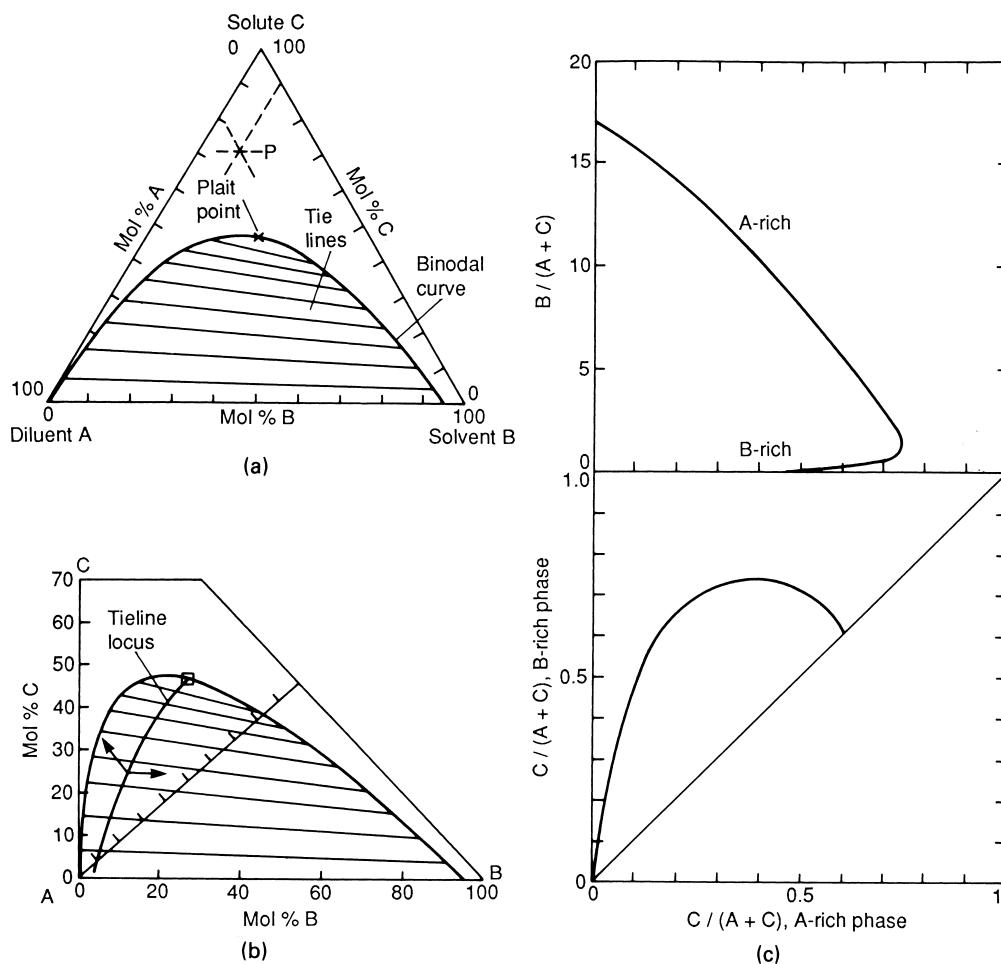 Solute C
0 100
Mol % A
Mol % C
P
Plait
point
Tie
lines
Binodal
curve
100
0
0
Mol % B
100
Diluent A
Solvent B
(a)
C
70
60
50
40
30
20
10
0
Mol % C
Tieline
locus
A
B
0 20 40 60 80 100
Mol % B
(b)
20
15
10
5
0
B / (A + C)
A-rich
B-rich
1.0
0.5
0
C / (A + C), B-rich phase
0 0.5 1
C / (A + C), A-rich phase
(c)